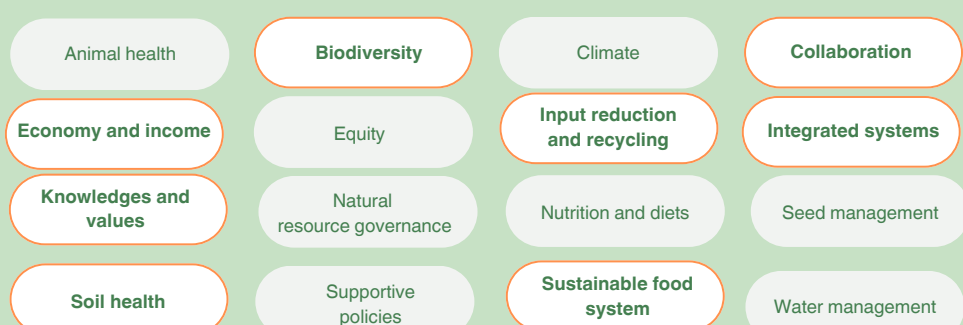 Animal health
Biodiversity
Climate
Collaboration
Economy and income
Equity
Input reduction
and recycling
Integrated systems
Knowledges and
values
Natural
resource governance
Nutrition and diets
Seed management
Soil health
Supportive
policies
Sustainable food
system
Water management